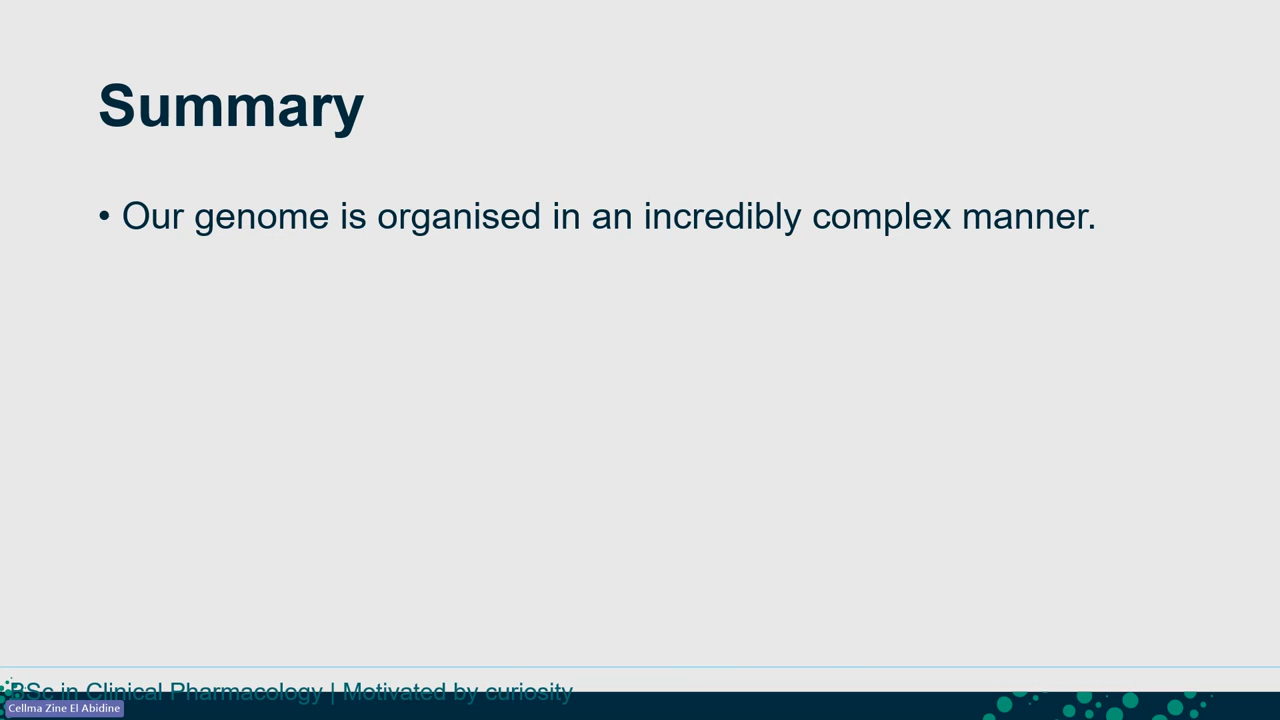 Summary
• Our genome is organised in an incredibly complex manner.
BSc in Clinical Pharmacology | Motivated by curiosity
Cellma Zine El Abidine